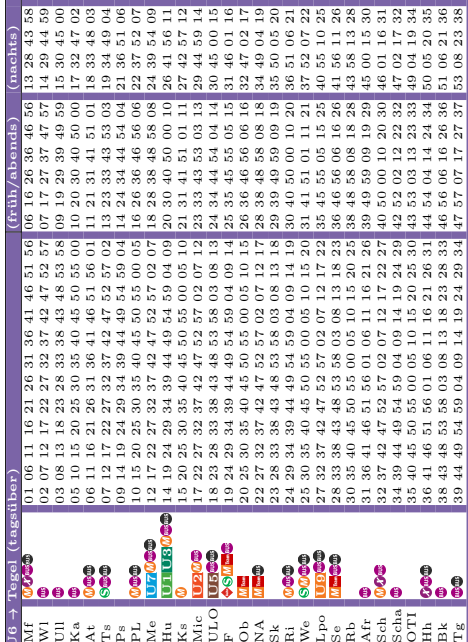 U6 → Tegel (tagsüber) (früh/abends) (nachts)
Mf 01 06 11 16 21 26 31 36 41 46 51 56 06 16 26 36 46 56 13 28 43 58
Wl 02 07 12 17 22 27 32 37 42 47 52 57 07 17 27 37 47 57 14 29 44 59
Ull 03 08 13 18 23 28 33 38 43 48 53 58 09 19 29 39 49 59 15 30 45 00
Ka 05 10 15 20 25 30 35 40 45 50 55 00 10 20 30 40 50 00 17 32 47 02
At 06 11 16 21 26 31 36 41 46 51 56 01 11 21 31 41 51 01 18 33 48 03
Ts 07 12 17 22 27 32 37 42 47 52 57 02 13 23 33 43 53 03 19 34 49 04
Ps 09 14 19 24 29 34 39 44 49 54 59 04 14 24 34 44 54 04 21 36 51 06
PL 10 15 20 25 30 35 40 45 50 55 00 05 16 26 36 46 56 06 22 37 52 07
Me U7 12 17 22 27 32 37 42 47 52 57 02 07 18 28 38 48 58 08 24 39 54 09
Hu U1 U3 14 19 24 29 34 39 44 49 54 59 04 09 20 30 40 50 00 10 26 41 56 11
Ks 15 20 25 30 35 40 45 50 55 00 05 10 21 31 41 51 01 11 27 42 57 12
Mic U2 17 22 27 32 37 42 47 52 57 02 07 12 23 33 43 53 03 13 29 44 59 14
ULO U5 18 23 28 33 38 43 48 53 58 03 08 13 24 34 44 54 04 14 30 45 00 15
F 19 24 29 34 39 44 49 54 59 04 09 14 25 35 45 55 05 15 31 46 01 16
Ob 20 25 30 35 40 45 50 55 00 05 10 15 26 36 46 56 06 16 32 47 02 17
NA 22 27 32 37 42 47 52 57 02 07 12 17 28 38 48 58 08 18 34 49 04 19
Sk 23 28 33 38 43 48 53 58 03 08 13 18 29 39 49 59 09 19 35 50 05 20
Ri 24 29 34 39 44 49 54 59 04 09 14 19 30 40 50 00 10 20 36 51 06 21
We 25 30 35 40 45 50 55 00 05 10 15 20 31 41 51 01 11 21 37 52 07 22
Lpo U9 27 32 37 42 47 52 57 02 07 12 17 22 35 45 55 05 15 25 40 55 10 25
Se 28 33 38 43 48 53 58 03 08 13 18 23 36 46 56 06 16 26 41 56 11 26
Rb 30 35 40 45 50 55 00 05 10 15 20 25 38 48 58 08 18 28 43 58 13 28
Afr 31 36 41 46 51 56 01 06 11 16 21 26 39 49 59 09 19 29 45 00 15 30
Sch 32 37 42 47 52 57 02 07 12 17 22 27 40 50 00 10 20 30 46 01 16 31
Scha 34 39 44 49 54 59 04 09 14 19 24 29 42 52 02 12 22 32 47 02 17 32
OTI 35 40 45 50 55 00 05 10 15 20 25 30 43 53 03 13 23 33 49 04 19 34
Hh 36 41 46 51 56 01 06 11 16 21 26 31 44 54 04 14 24 34 50 05 20 35
Bk 38 43 48 53 58 03 08 13 18 23 28 33 46 56 06 16 26 36 51 06 21 36
Tg 39 44 49 54 59 04 09 14 19 24 29 34 47 57 07 17 27 37 53 08 23 38